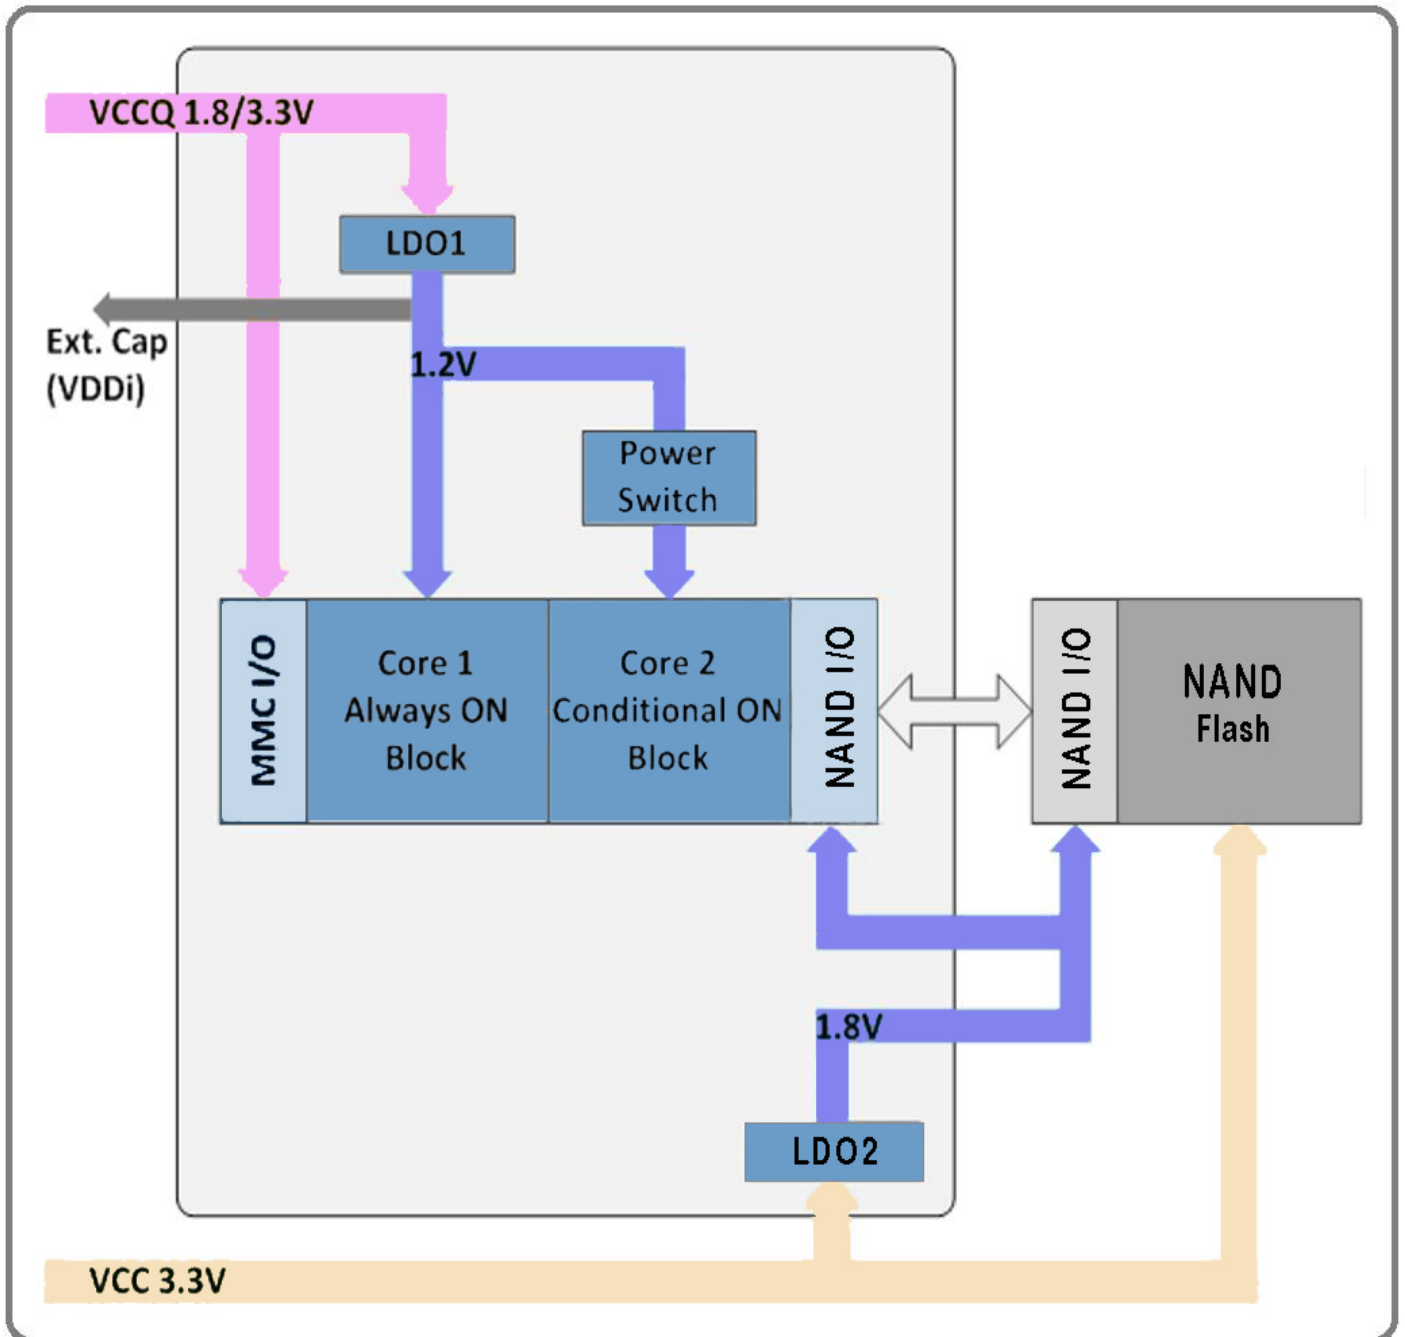 VCCQ 1.8/3.3V
LDO1
Ext. Cap
(VDDi)
1.2V
Power
Switch
MMC I/O
Core 1
Always ON
Block
Core 2
Conditional ON
Block
NAND I/O
NAND I/O
NAND
Flash
1.8V
LDO2
VCC 3.3V